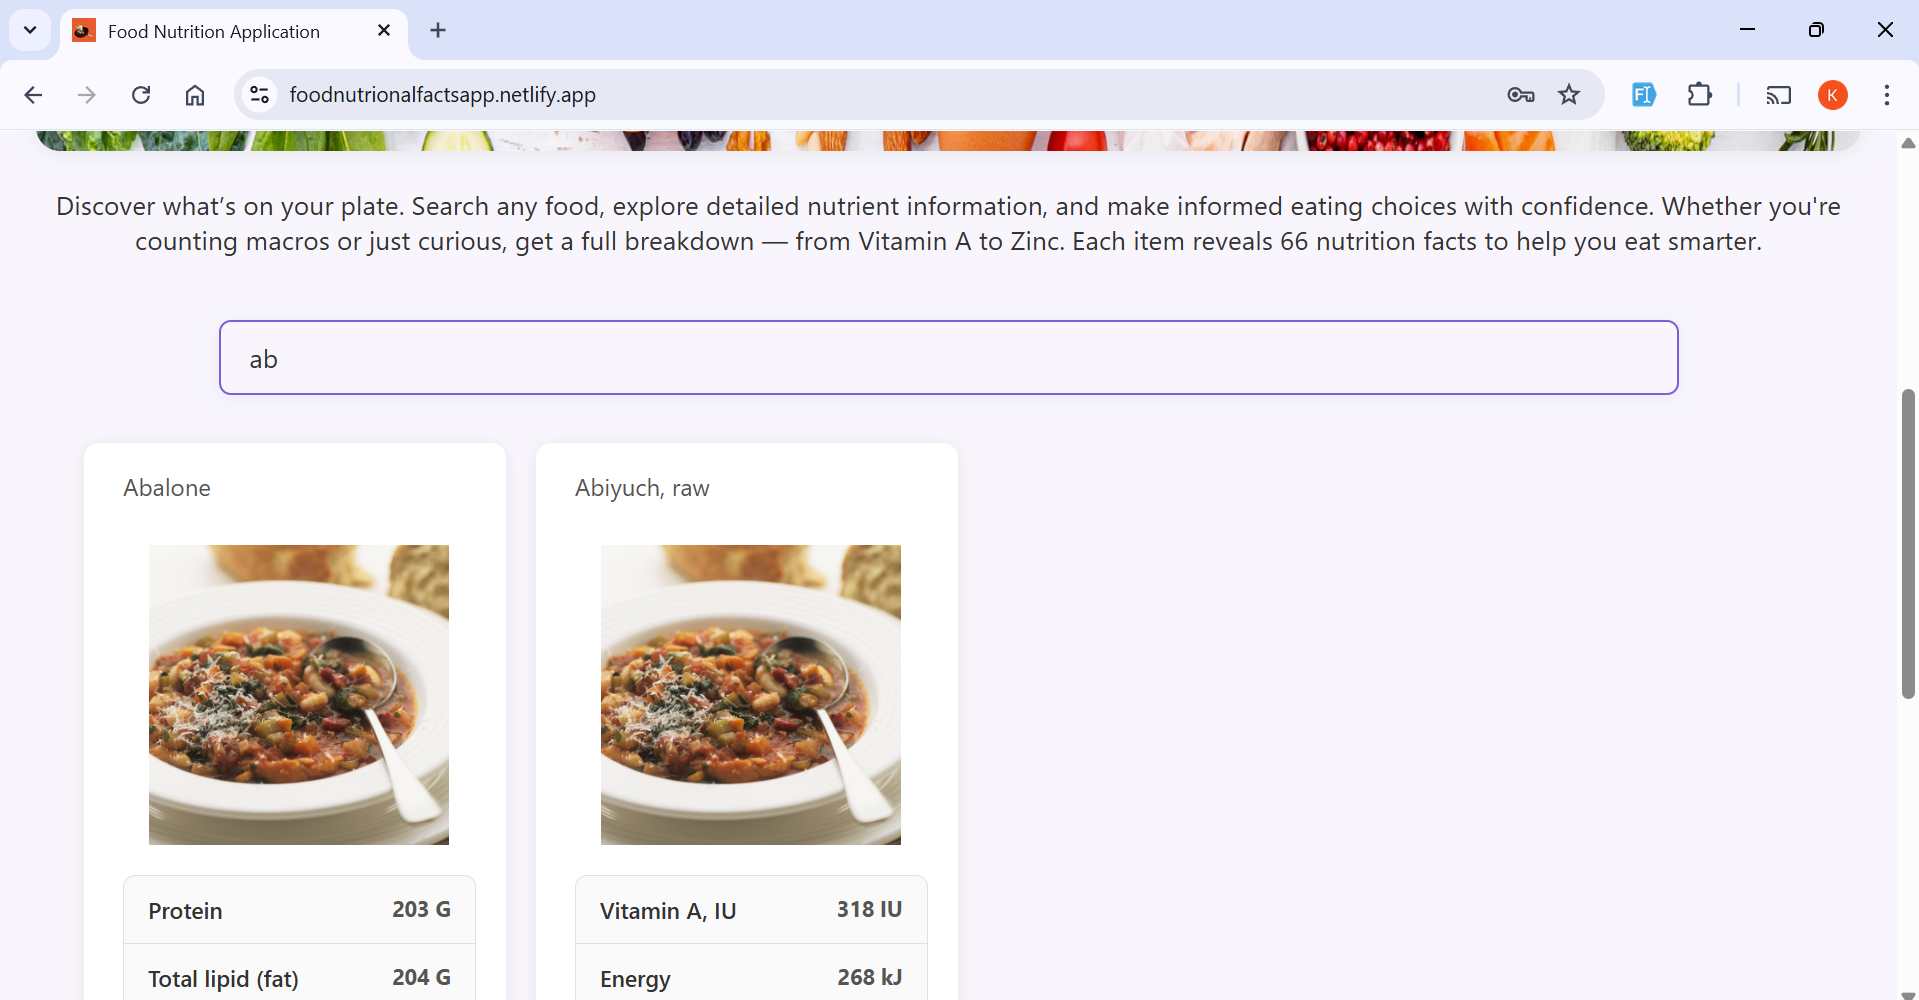 Food Nutrition Application
foodnutrionalfactsapp.netlify.app
FI
K
Discover what’s on your plate. Search any food, explore detailed nutrient information, and make informed eating choices with confidence. Whether you're
counting macros or just curious, get a full breakdown — from Vitamin A to Zinc. Each item reveals 66 nutrition facts to help you eat smarter.
ab
Abalone
Protein 203 G
Total lipid (fat) 204 G
Abiyuch, raw
Vitamin A, IU 318 IU
Energy 268 kJ